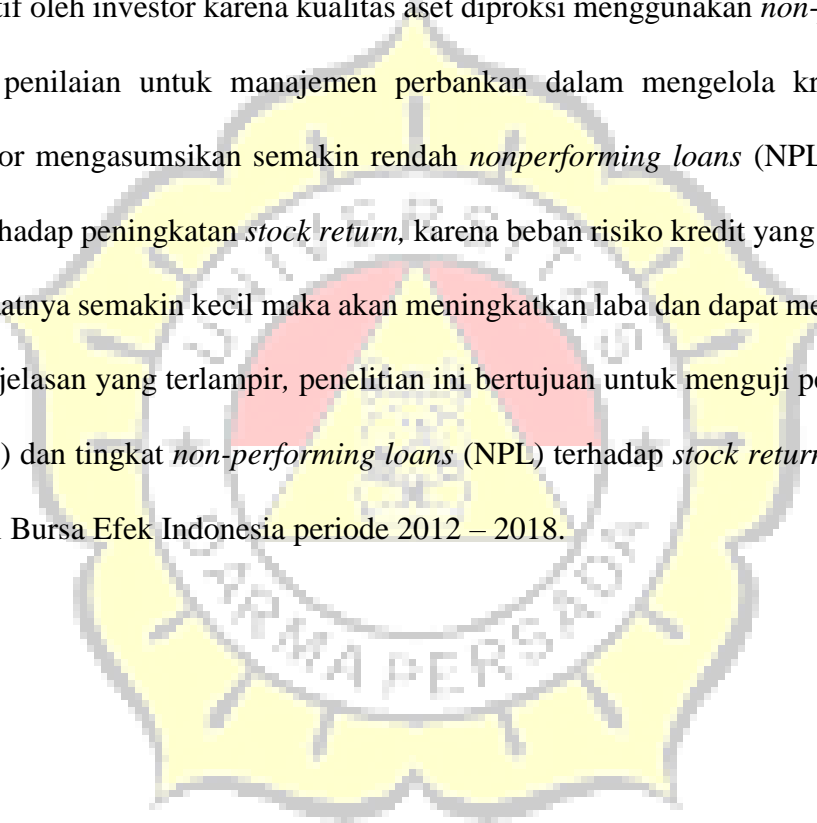 tif oleh investor karena kualitas aset diproksi menggunakan non-p
penilaian untuk manajemen perbankan dalam mengelola kr
or mengasumsikan semakin rendah nonperforming loans (NPL
hadap peningkatan stock return, karena beban risiko kredit yang
atnya semakin kecil maka akan meningkatkan laba dan dapat me
jelasan yang terlampir, penelitian ini bertujuan untuk menguji pe
) dan tingkat non-performing loans (NPL) terhadap stock return
Bursa Efek Indonesia periode 2012 – 2018.
UNIVERSITAS
DARMA PERSADA